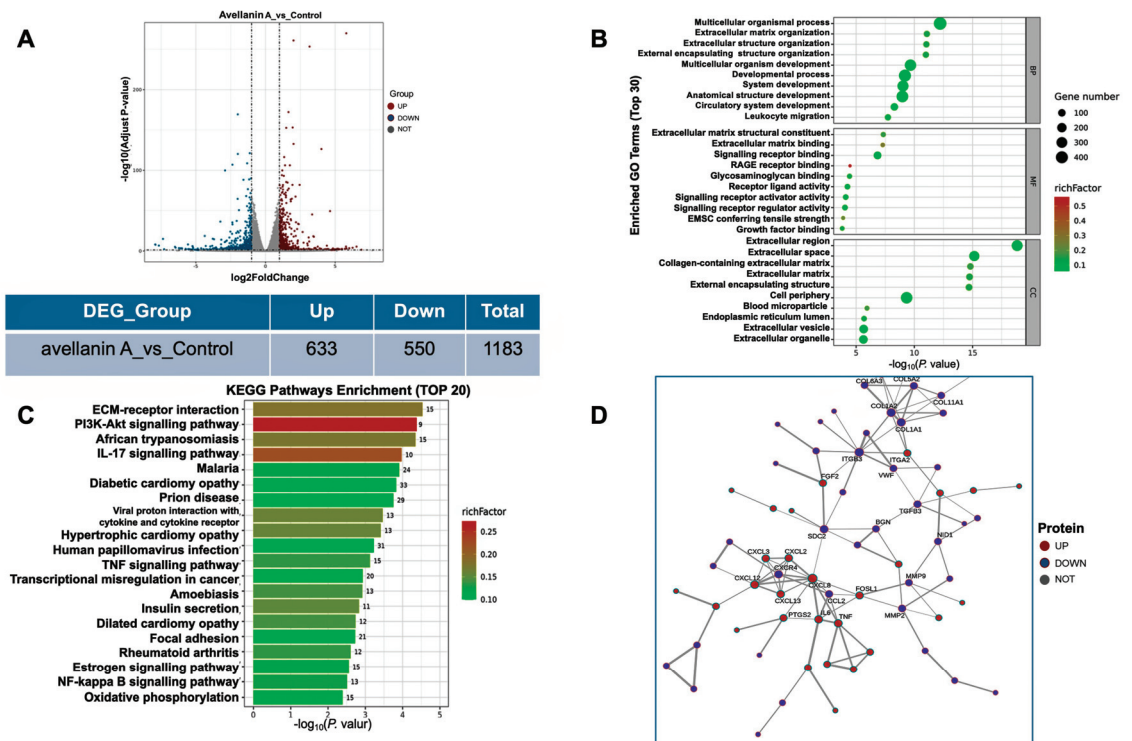 A
Avellanin A_vs_Control
-log10(Adjust P-value)
200
100
0
-5
0
5
log2FoldChange
Group
UP
DOWN
NOT
DEG_Group Up Down Total
avellanin A_vs_Control 633 550 1183
B
Enriched GO Terms (Top 30)
Multicellular organismal process
Extracellular matrix organization
Extracellular structure organization
External encapsulating structure organization
Multicellular organism development
Developmental process
System development
Anatomical structure development
Circulatory system development
Leukocyte migration
BP
Extracellular matrix structural constituent
Extracellular matrix binding
Signalling receptor binding
RAGE receptor binding
Glycosaminoglycan binding
Receptor ligand activity
Signalling receptor activator activity
Signalling receptor regulator activity
EMSC conferring tensile strength
Growth factor binding
MF
Extracellular region
Extracellular space
Collagen-containing extracellular matrix
Extracellular matrix
External encapsulating structure
Cell periphery
Blood microparticle
Endoplasmic reticulum lumen
Extracellular vesicle
Extracellular organelle
CC
5 10 15
-log10(P. value)
Gene number
100
200
300
400
richFactor
0.5
0.4
0.3
0.2
0.1
C
KEGG Pathways Enrichment (TOP 20)
ECM-receptor interaction 15
PI3K-Akt signalling pathway 9
African trypanosomiasis 15
IL-17 signalling pathway 10
Malaria 24
Diabetic cardiomy opathy 33
Prion disease 29
Viral proton interaction with
cytokine and cytokine receptor 13
Hypertrophic cardiomy opathy 13
Human papillomavirus infection 31
TNF signalling pathway 15
Transcriptional misregulation in cancer 20
Amoebiasis 13
Insulin secretion 11
Dilated cardiomy opathy 12
Focal adhesion 21
Rheumatoid arthritis 12
Estrogen signalling pathway 15
NF-kappa B signalling pathway 13
Oxidative phosphorylation 15
0 1 2 3 4 5
-log10(P. valur)
richFactor
0.25
0.20
0.15
0.10
D
COL6A3
COL5A2
COL1A2
COL11A1
COL1A1
ITGB3
ITGA2
VWF
FGF2
TGFB3
BGN
SDC2
NID1
CXCL3
CXCL2
CXCR4
CXCL12
CXCL8
MMP9
FOSL1
CXCL13
CCL2
MMP2
PTGS2
IL6
TNF
Protein
UP
DOWN
NOT